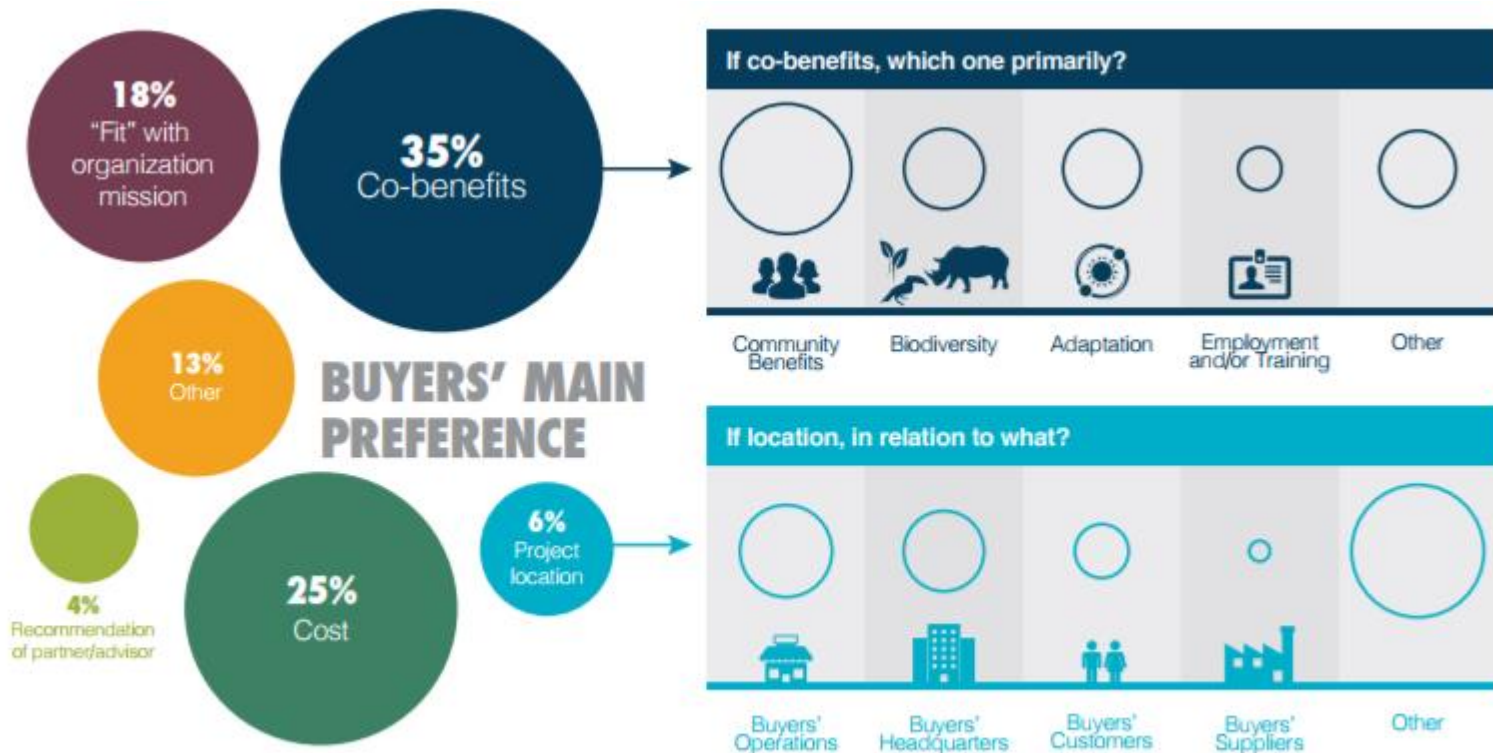 18%
"Fit" with
organization
mission
35%
Co-benefits
13%
Other
BUYERS' MAIN
PREFERENCE
4%
Recommendation
of partner/advisor
25%
Cost
6%
Project
location
If co-benefits, which one primarily?
Community
Benefits
Biodiversity
Adaptation
Employment
and/or Training
Other
If location, in relation to what?
Buyers'
Operations
Buyers'
Headquarters
Buyers'
Customers
Buyers'
Suppliers
Other